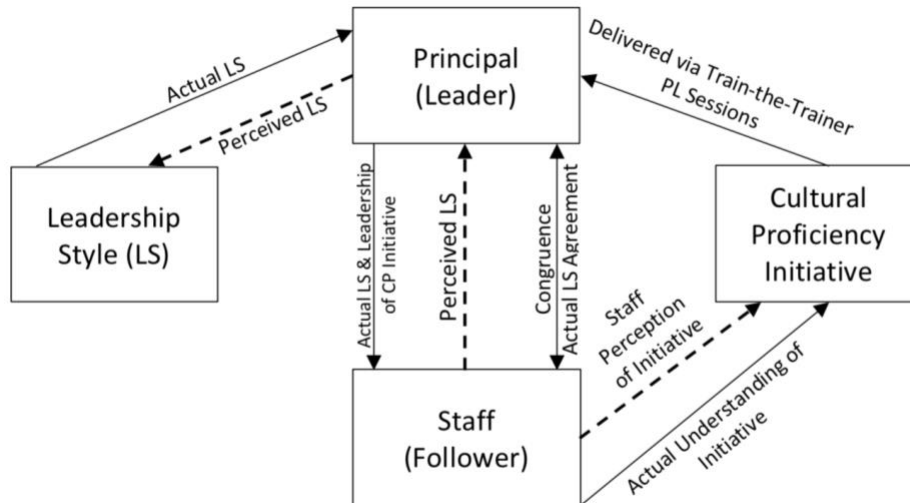 Principal
(Leader)
Delivered via Train-the-Trainer
PL Sessions
Actual LS
Perceived LS
Leadership
Style (LS)
Actual LS & Leadership
of CP Initiative
Perceived LS
Congruence
Actual LS Agreement
Cultural
Proficiency
Initiative
Staff
Perception
of Initiative
Actual Understanding of
Initiative
Staff
(Follower)